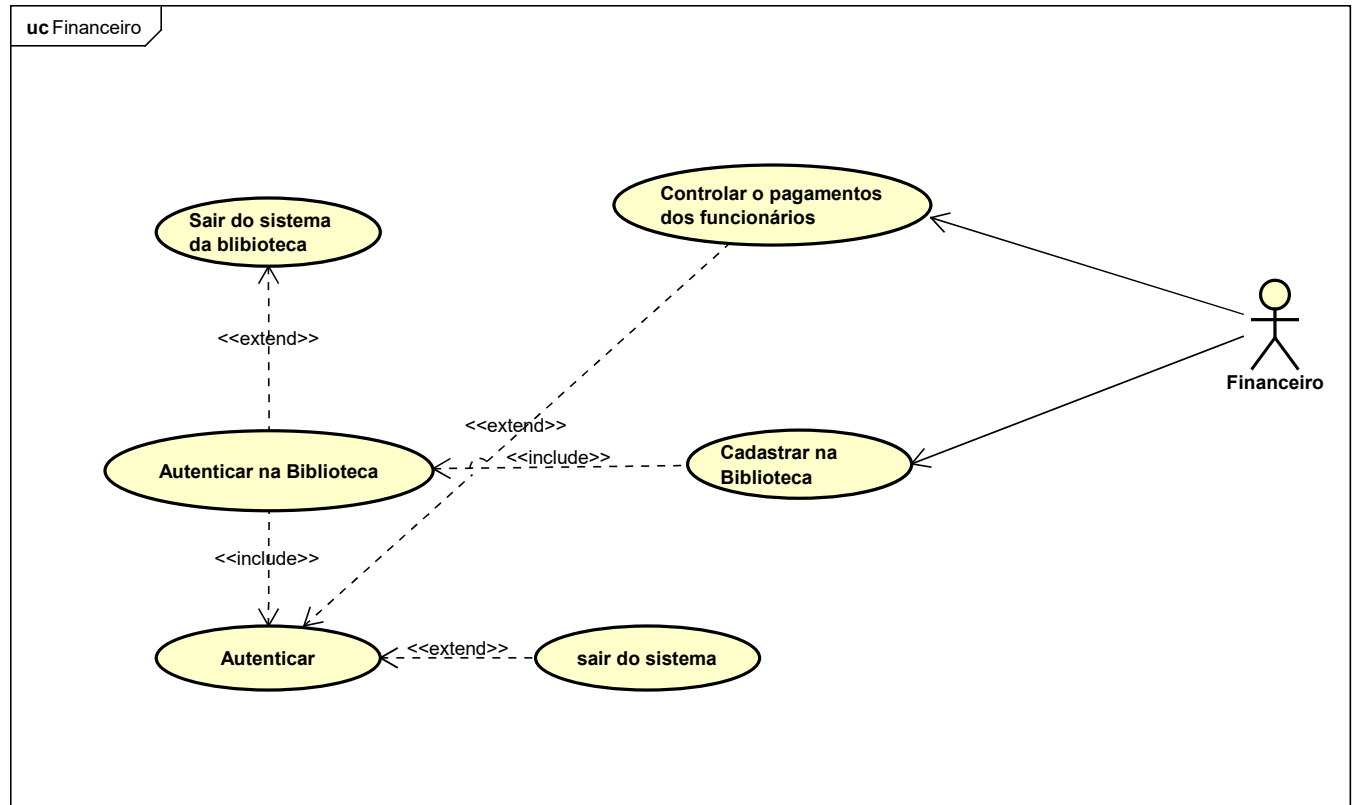 uc Financeiro
Controlar o pagamentos
dos funcionários
Sair do sistema
da blibioteca
<<extend>>
Financeiro
<<extend>>
<<include>>
Cadastrar na
Biblioteca
Autenticar na Biblioteca
<<include>>
Autenticar
<<extend>>
sair do sistema